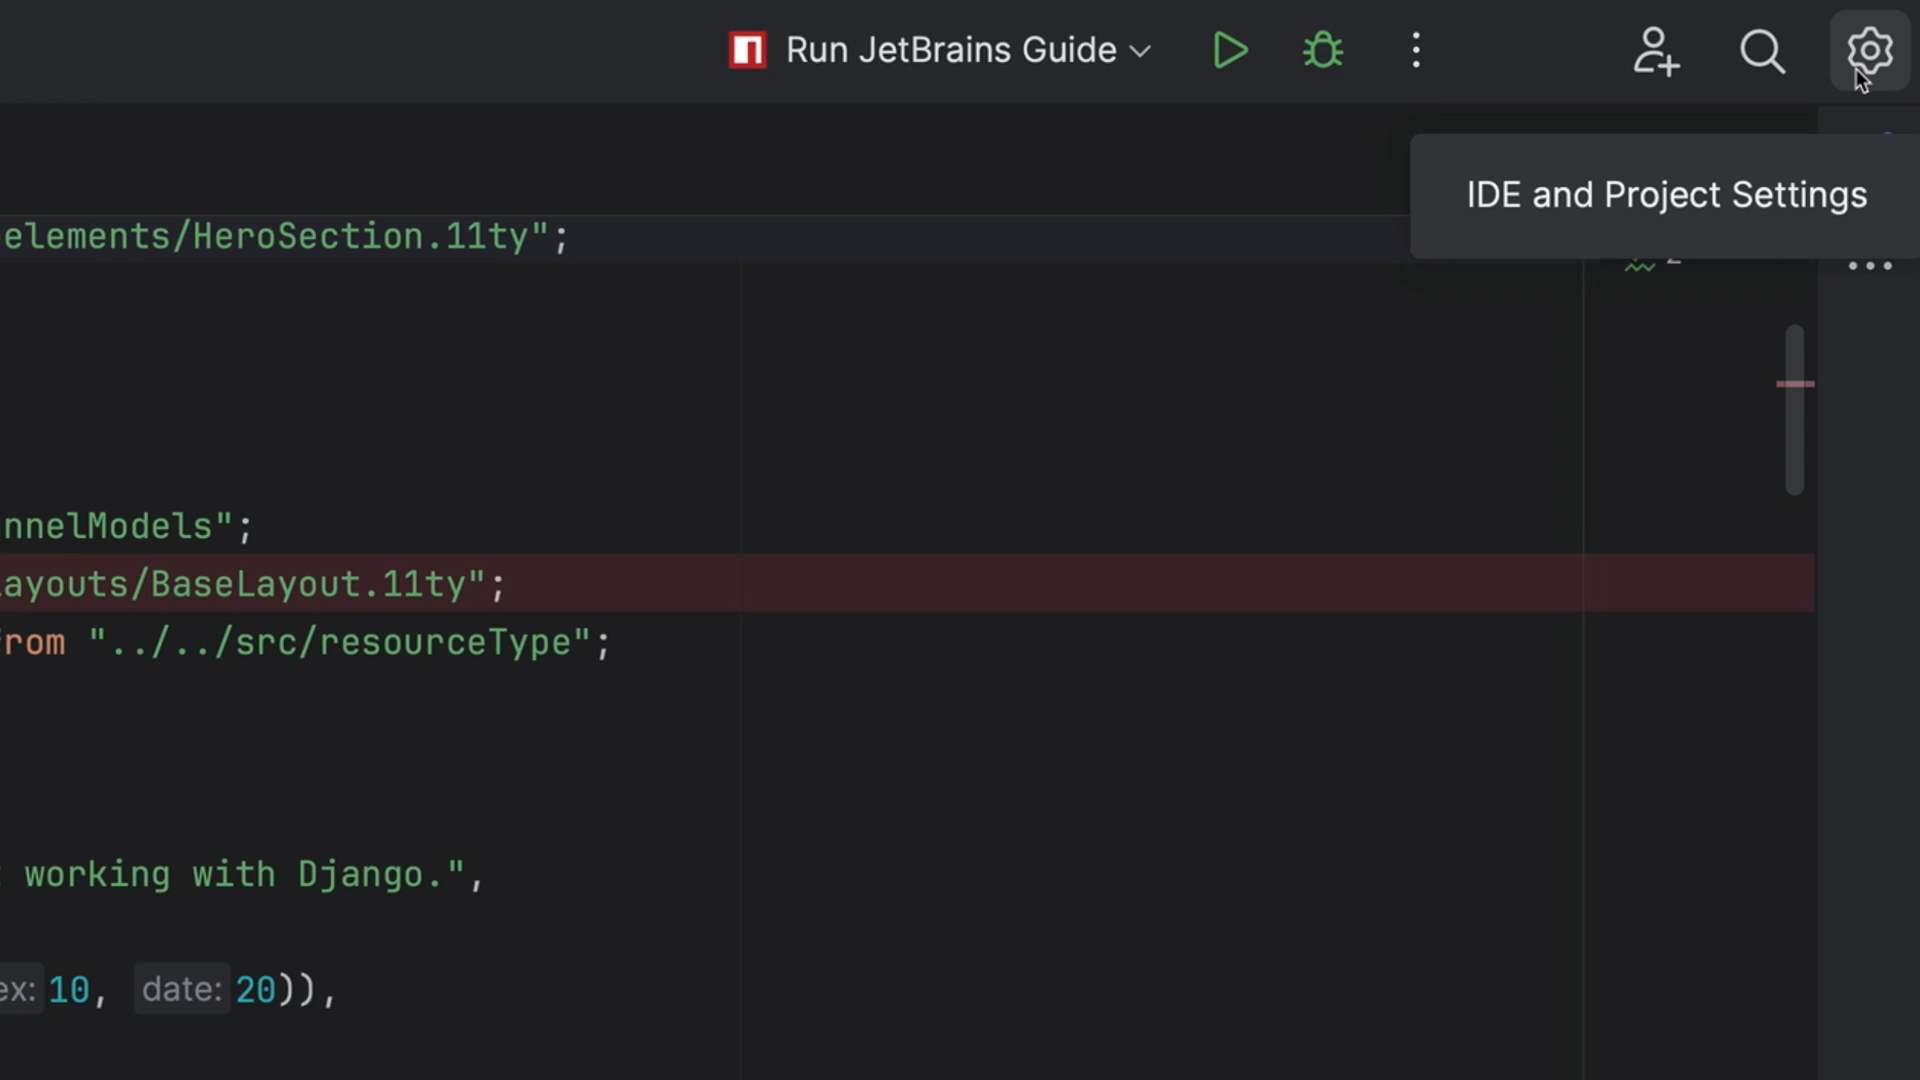 Run JetBrains Guide
IDE and Project Settings
elements/HeroSection.11ty";
nnelModels";
ayouts/BaseLayout.11ty";
rom "../../src/resourceType";
working with Django.",
ex: 10, date: 20)),